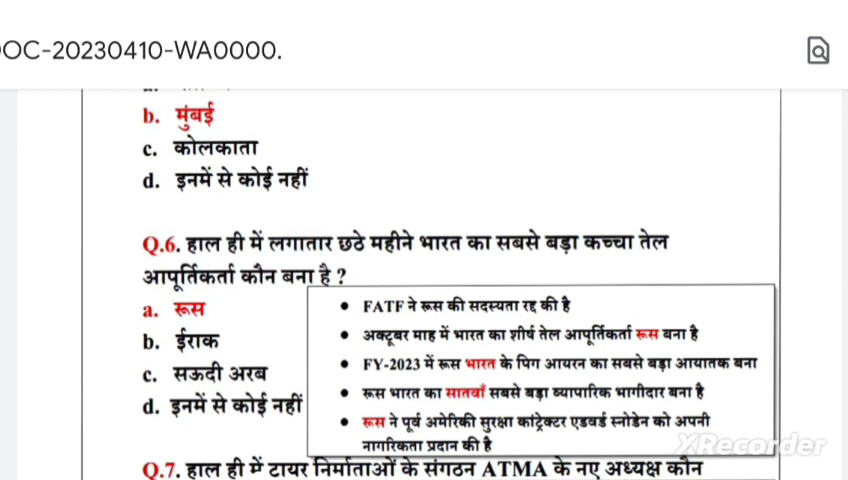 OC-20230410-WA0000.
b. मुंबई
c. कोलकाता
d. इनमें से कोई नहीं
Q.6. हाल ही में लगातार छठे महीने भारत का सबसे बड़ा कच्चा तेल
आपूर्तिकर्ता कौन बना है ?
a. रूस
b. ईराक
c. सऊदी अरब
d. इनमें से कोई नहीं
• FATF ने रूस की सदस्यता रद्द की है
• अक्टूबर माह में भारत का शीर्ष तेल आपूर्तिकर्ता रूस बना है
• FY-2023 में रूस भारत के पिग आयरन का सबसे बड़ा आयातक बना
• रूस भारत का सातवाँ सबसे बड़ा व्यापारिक भागीदार बना है
• रूस ने पूर्व अमेरिकी सुरक्षा कांट्रेक्टर एडवर्ड स्नोडेन को अपनी
नागरिकता प्रदान की है
XRecorder
Q.7. हाल ही में टायर निर्माताओं के संगठन ATMA के नए अध्यक्ष कौन